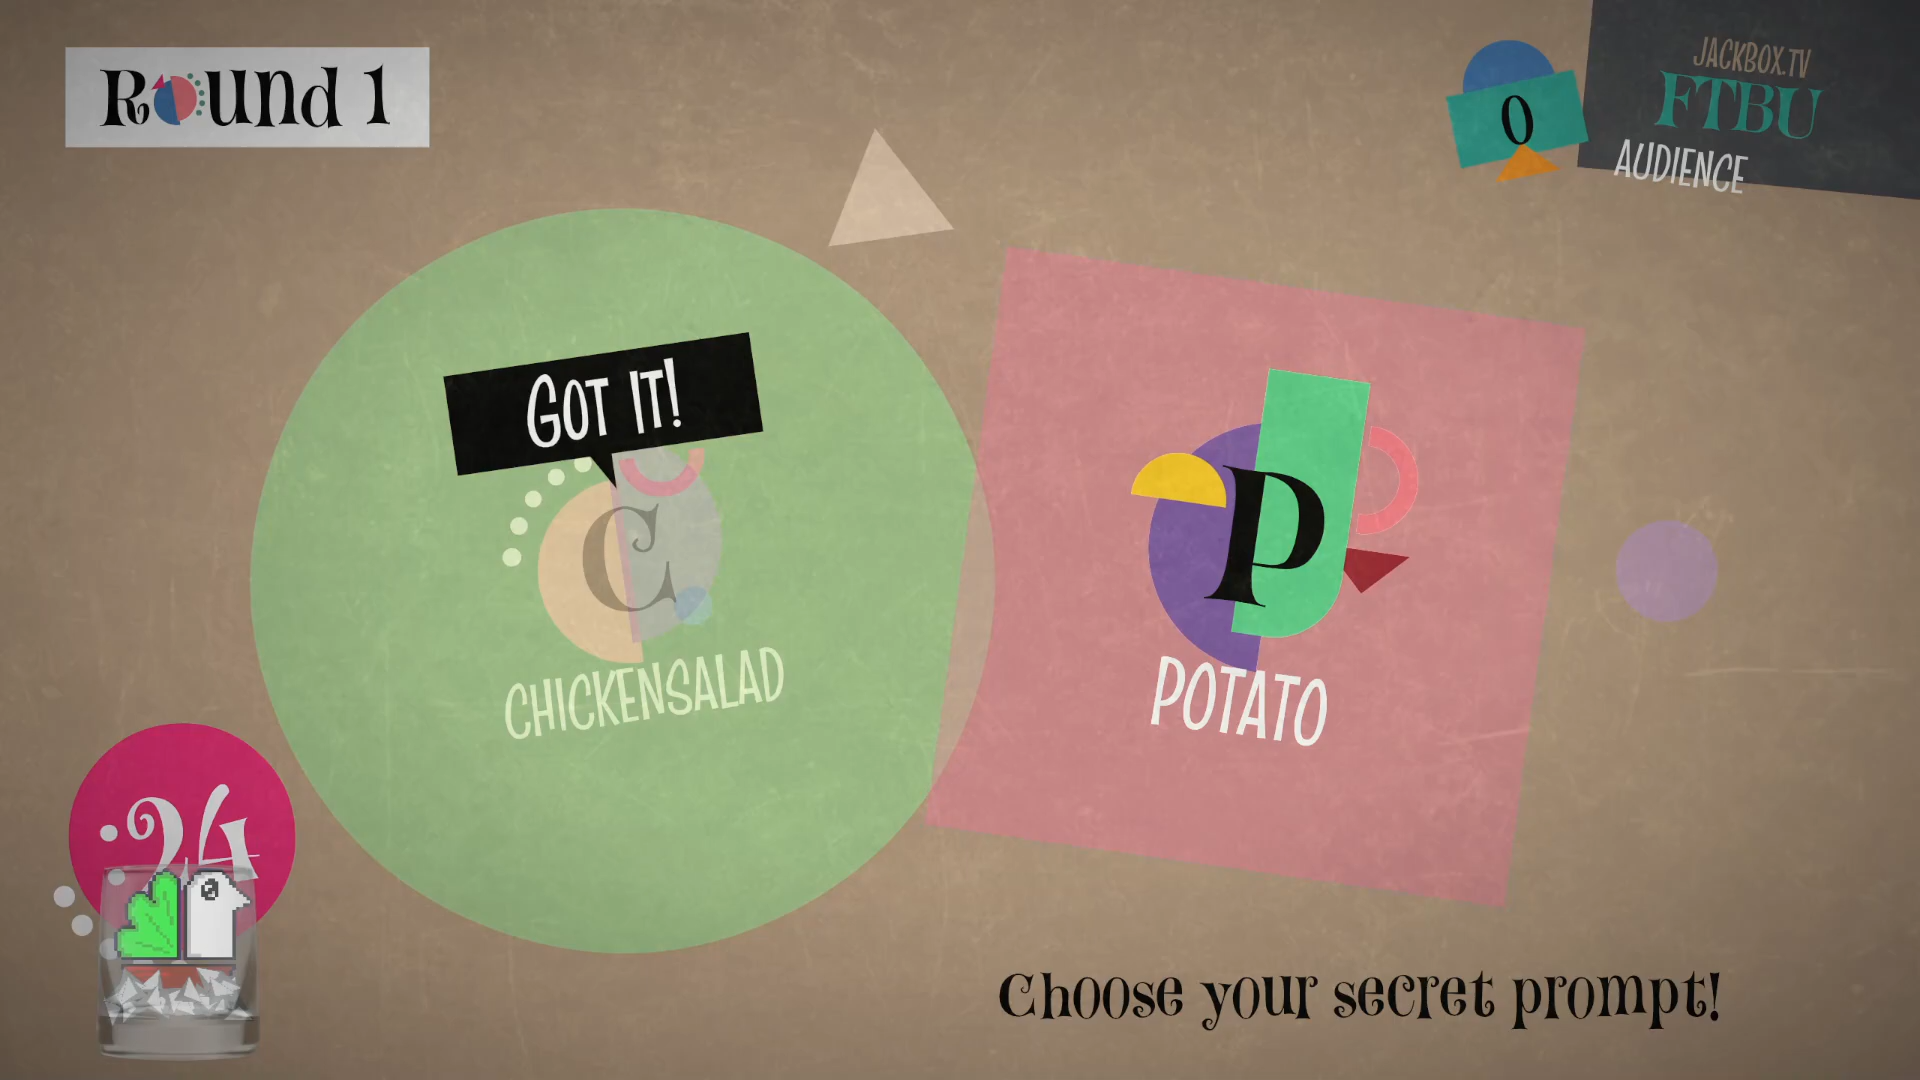 Round 1
JACKBOX.TV
FTBU
0
AUDIENCE
GOT IT!
C
CHICKENSALAD
P
POTATO
24
Choose your secret prompt!